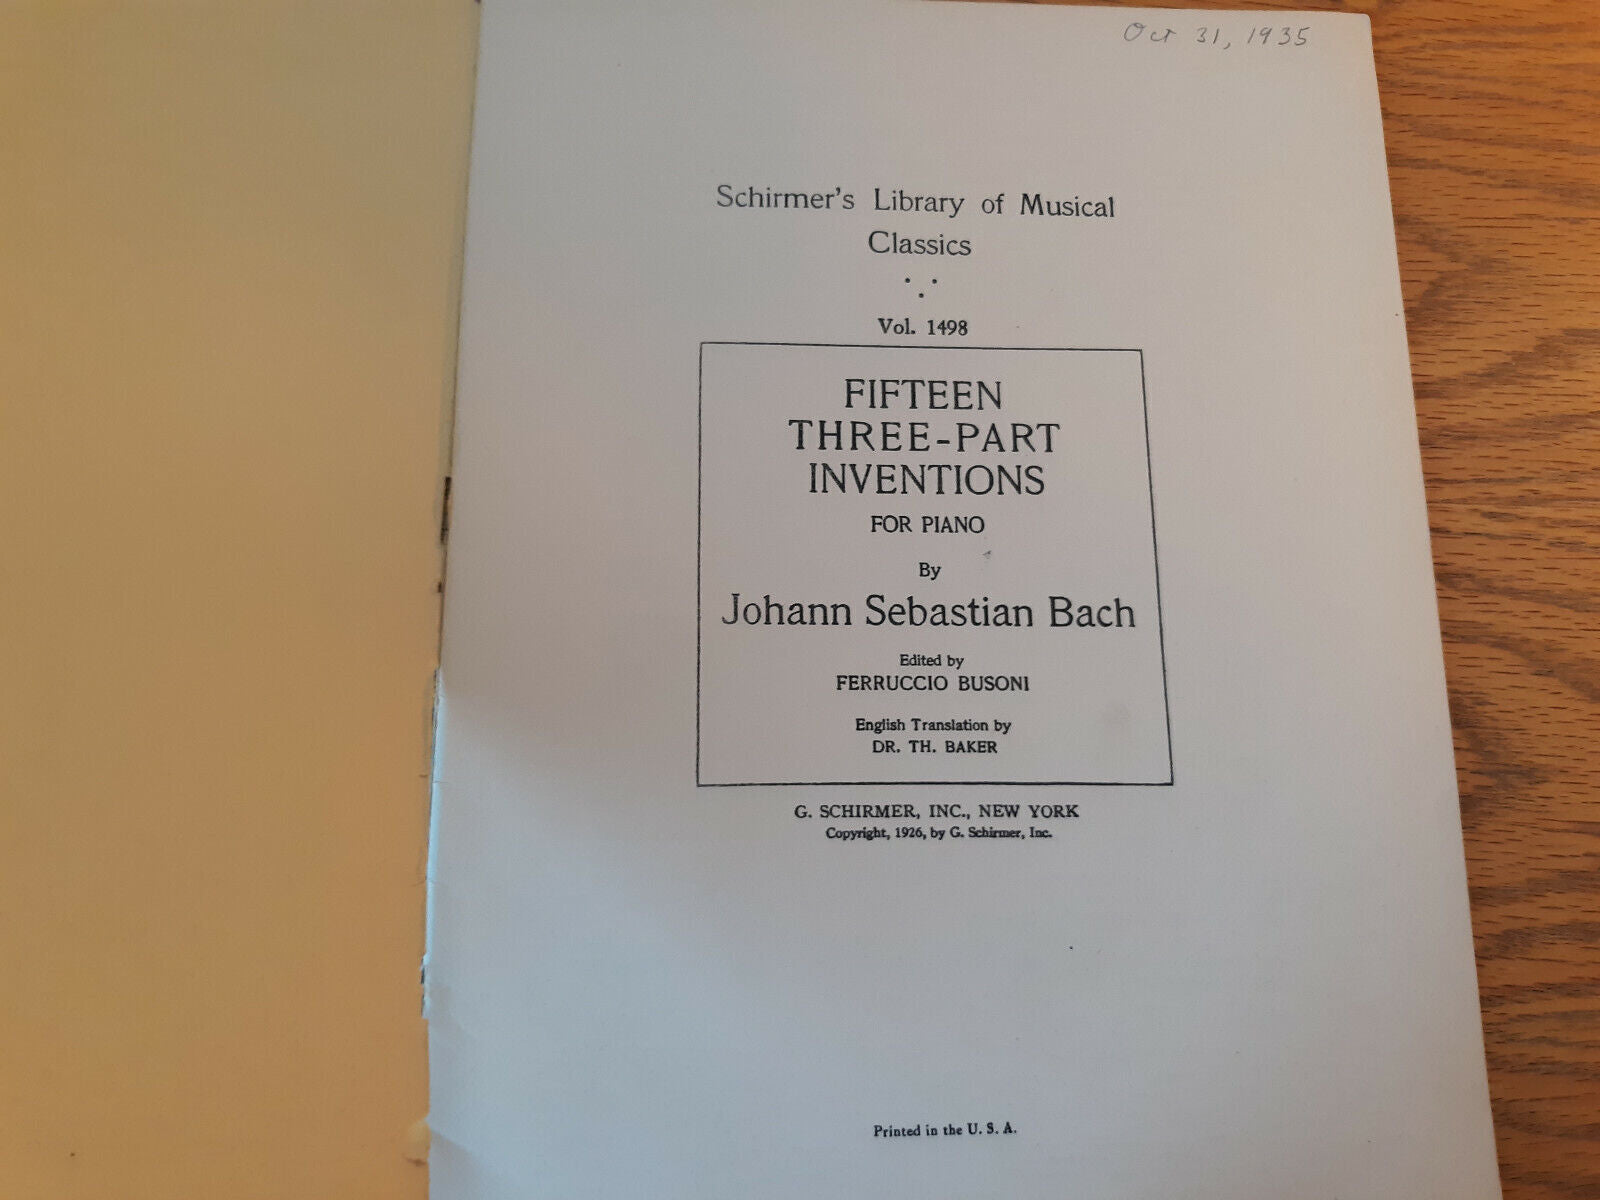 Oct 31, 1935
Schirmer's Library of Musical
Classics
Vol. 1498
FIFTEEN
THREE-PART
INVENTIONS
FOR PIANO
By
Johann Sebastian Bach
Edited by
FERRUCCIO BUSONI
English Translation by
DR. TH. BAKER
G. SCHIRMER, INC., NEW YORK
Copyright, 1926, by G. Schirmer, Inc.
Printed in the U. S. A.